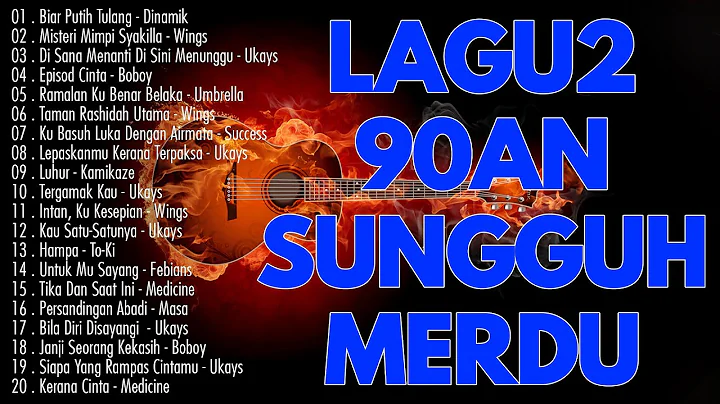 01 . Biar Putih Tulang - Dinamik
02 . Misteri Mimpi Syakilla - Wings
03 . Di Sana Menanti Di Sini Menunggu - Ukays
04 . Episod Cinta - Boboy
05 . Ramalan Ku Benar Belaka - Umbrella
06 . Taman Rashidah Utama - Wings
07 . Ku Basuh Luka Dengan Airmata - Success
08 . Lepaskanmu Kerana Terpaksa - Ukays
09 . Luhur - Kamikaze
10 . Tergamak Kau - Ukays
11 . Intan, Ku Kesepian - Wings
12 . Kau Satu-Satunya - Ukays
13 . Hampa - To-Ki
14 . Untuk Mu Sayang - Febians
15 . Tika Dan Saat Ini - Medicine
16 . Persandingan Abadi - Masa
17 . Bila Diri Disayangi  - Ukays
18 . Janji Seorang Kekasih - Boboy
19 . Siapa Yang Rampas Cintamu - Ukays
20 . Kerana Cinta - Medicine
LAGU2
90AN
SUNGGUH
MERDU